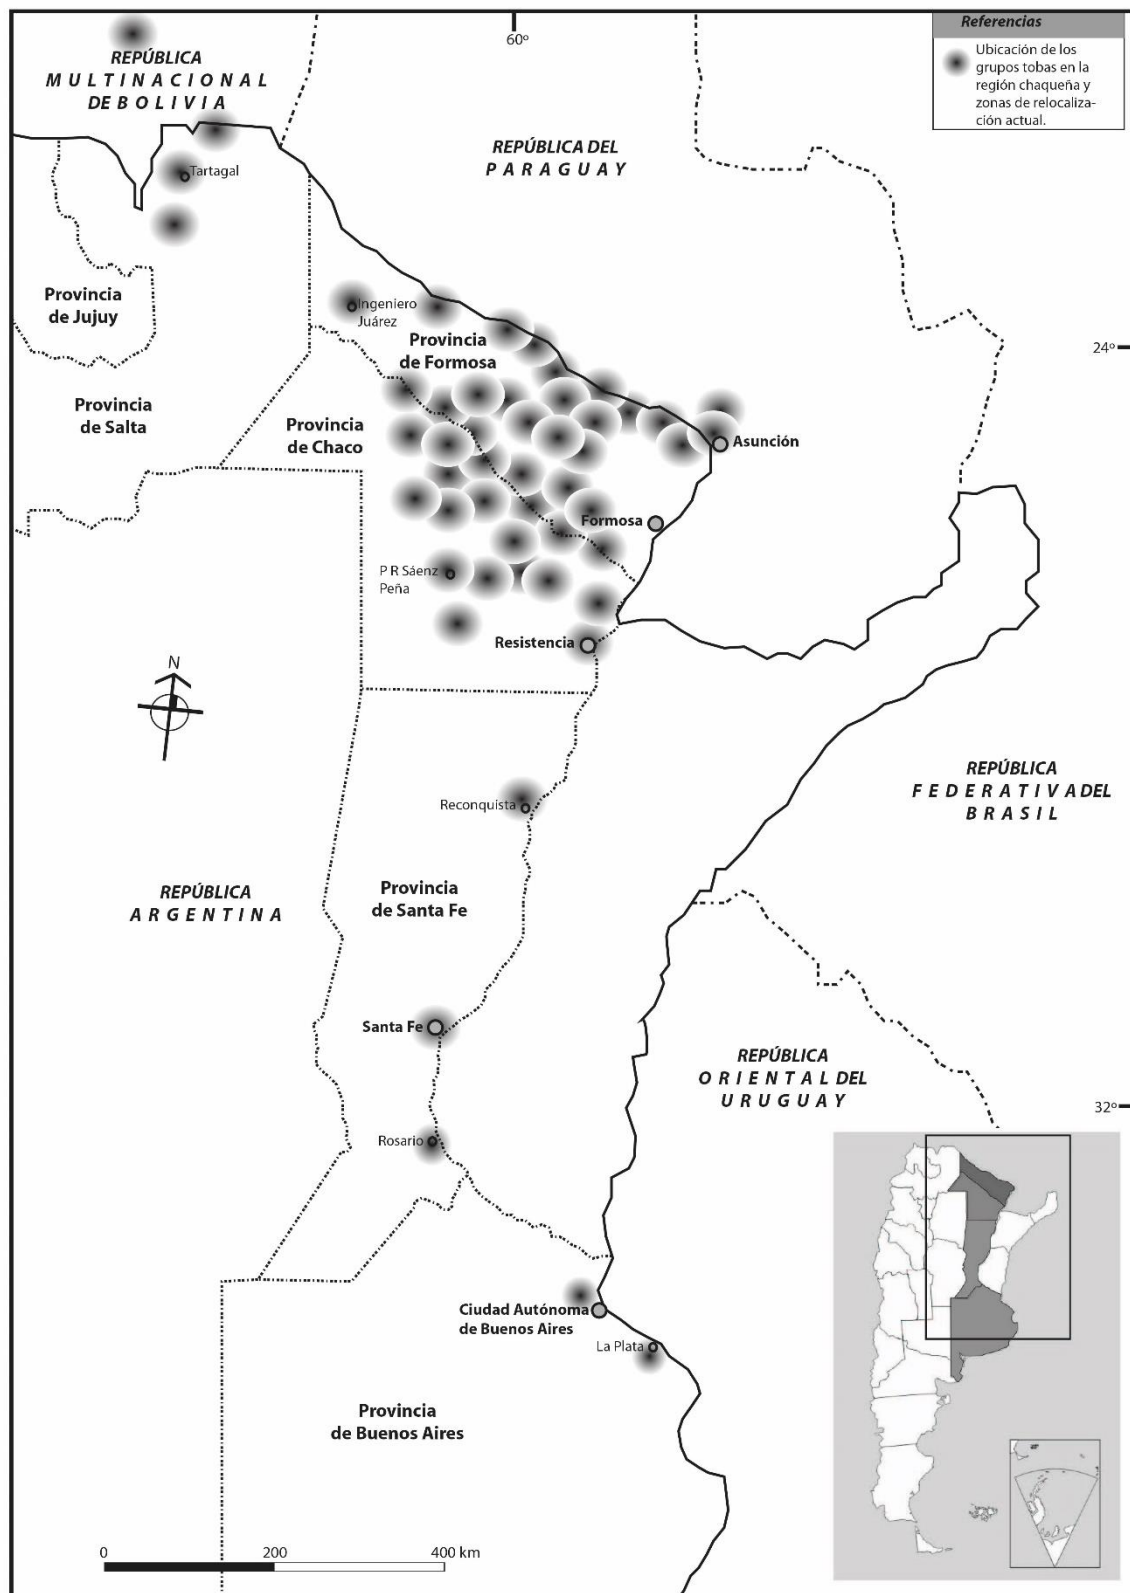 60º
Referencias
Ubicación de los
grupos tobas en la
región chaqueña y
zonas de relocaliza-
ción actual.
REPÚBLICA
MULTINACIONAL
DE BOLIVIA
REPÚBLICA DEL
PARAGUAY
Tartagal
Provincia
de Jujuy
Ingeniero
Juárez
Provincia
de Formosa
24º
Provincia
de Salta
Provincia
de Chaco
Asunción
Formosa
P R Sáenz
Peña
Resistencia
N
REPÚBLICA
FEDERATIVA DEL
BRASIL
Reconquista
REPÚBLICA
ARGENTINA
Provincia
de Santa Fe
Santa Fe
REPÚBLICA
ORIENTAL DEL
URUGUAY
32º
Rosario
Ciudad Autónoma
de Buenos Aires
La Plata
Provincia
de Buenos Aires
0 200 400 km